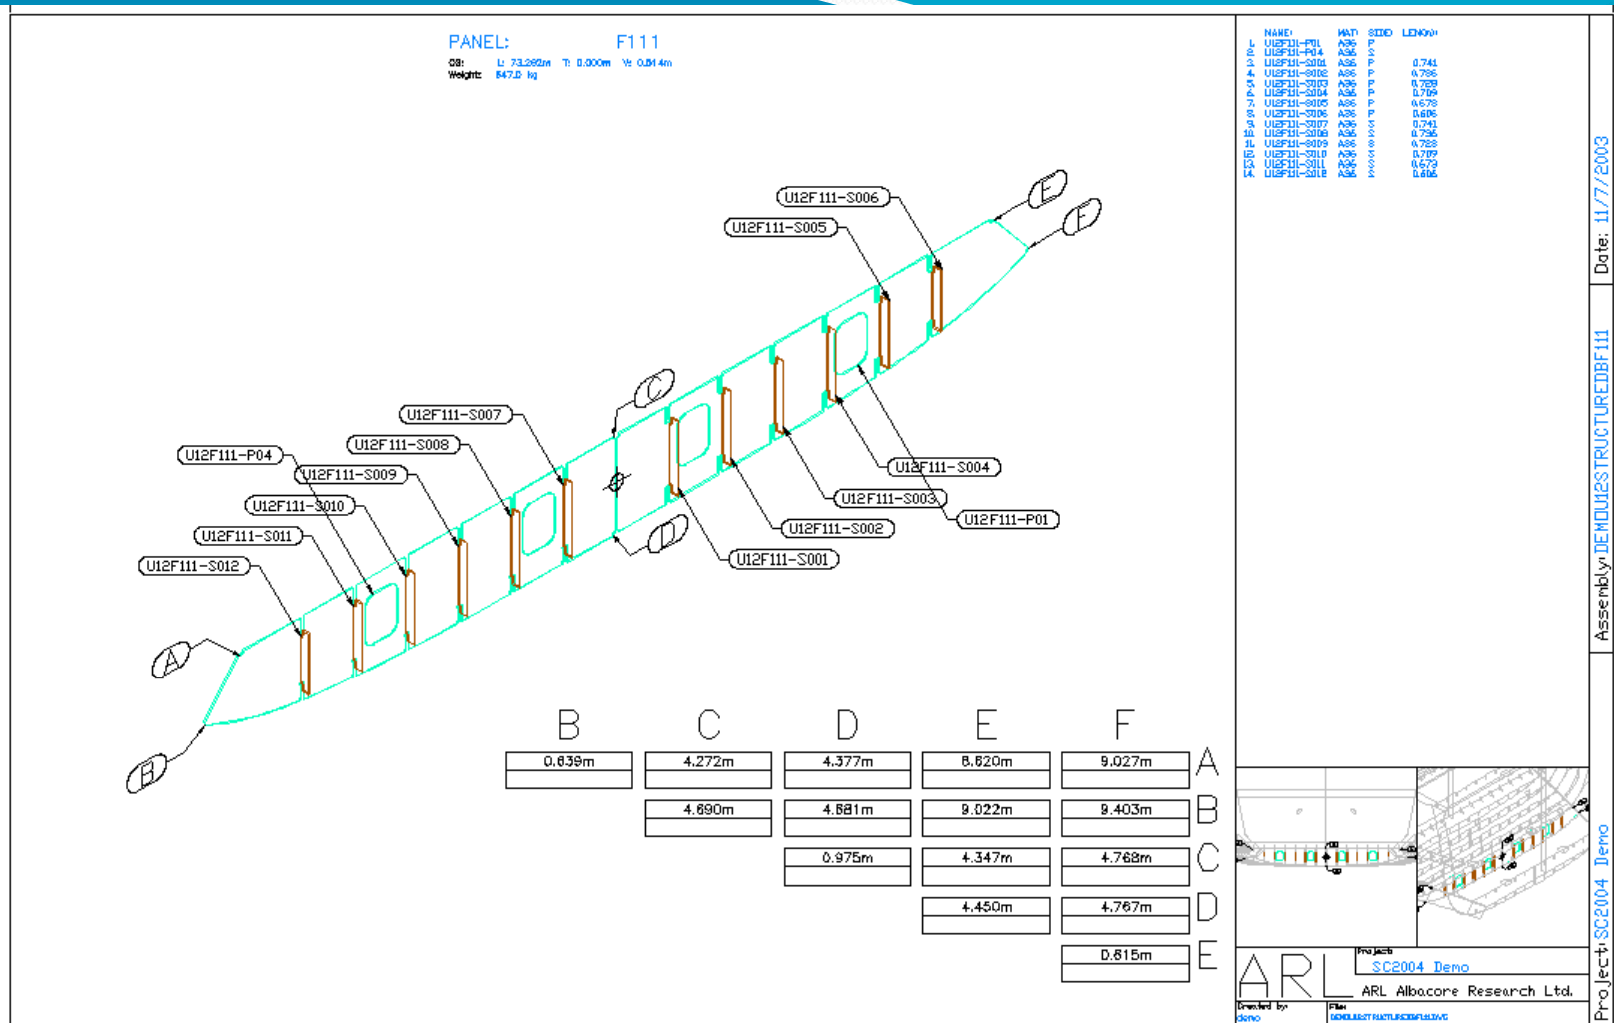 PANEL: F111
CG: L: 73.262m T: 0.000m V: 0.814m
Weight: 847.0 kg
NAME: MAT: SIDE: LENGTH:
1. U12F111-P01 A36 P
2. U12F111-P04 A36 S
3. U12F111-S001 A36 P 0.741
4. U12F111-S002 A36 P 0.736
5. U12F111-S003 A36 P 0.728
6. U12F111-S004 A36 P 0.709
7. U12F111-S005 A36 P 0.673
8. U12F111-S006 A36 P 0.606
9. U12F111-S007 A36 S 0.741
10. U12F111-S008 A36 S 0.736
11. U12F111-S009 A36 S 0.728
12. U12F111-S010 A36 S 0.709
13. U12F111-S011 A36 S 0.673
14. U12F111-S012 A36 S 0.606
E
U12F111-S006
F
U12F111-S005
C
U12F111-S007
U12F111-S008
U12F111-P04
U12F111-S009
U12F111-S004
U12F111-S010
U12F111-S003
U12F111-P01
U12F111-S011
U12F111-S002
D
U12F111-S012
U12F111-S001
A
B
B C D E F
0.839m 4.272m 4.377m 8.620m 9.027m A
4.690m 4.681m 9.022m 9.403m B
0.975m 4.347m 4.768m C
4.450m 4.767m D
0.615m E
ARL
Project:
SC2004 Demo
ARL Albacore Research Ltd.
Created by:
demo
File:
Date: 11/7/2003
Assembly: DEMOU12STRUCTUREDBF111
Project: SC2004 Demo